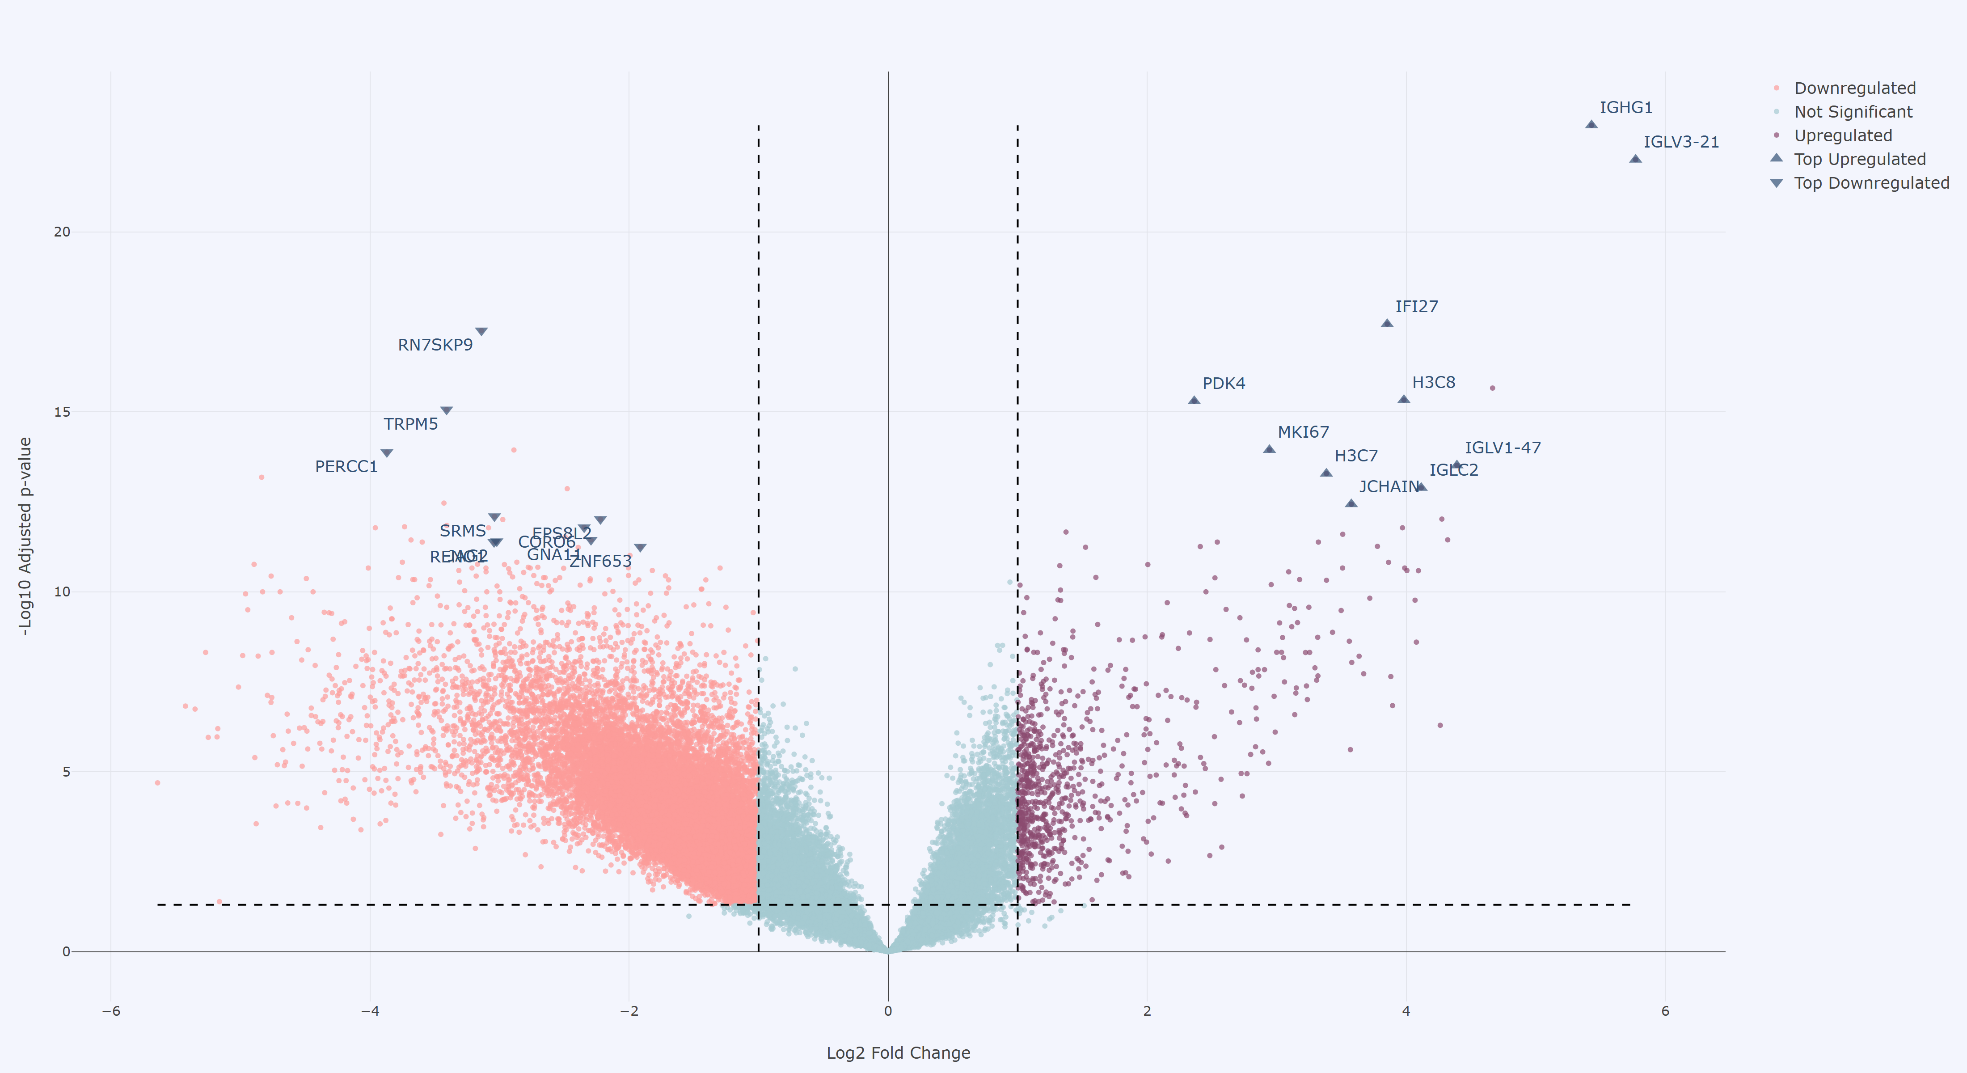 Downregulated
Not Significant
Upregulated
Top Upregulated
Top Downregulated
IGHG1
IGLV3-21
IFI27
H3C8
PDK4
MKI67
IGLV1-47
H3C7
IGLC2
JCHAIN
RN7SKP9
TRPM5
PERCC1
SRMS
EPS8L2
CORO6
GNA11
ZNF653
20
15
10
5
0
−6
−4
−2
0
2
4
6
-Log10 Adjusted p-value
Log2 Fold Change